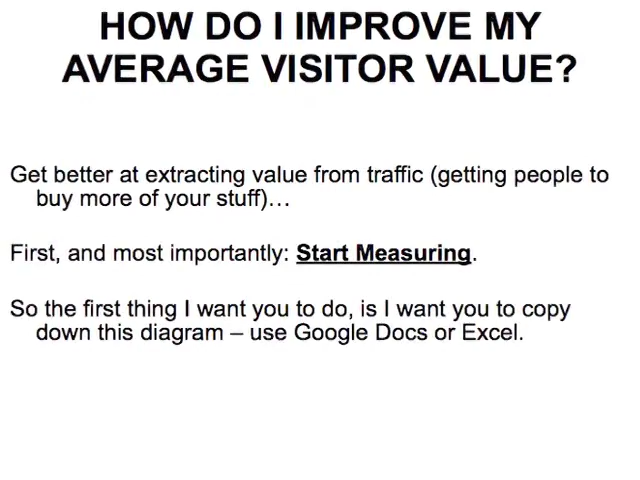 HOW DO I IMPROVE MY
AVERAGE VISITOR VALUE?
Get better at extracting value from traffic (getting people to
buy more of your stuff)…
First, and most importantly: Start Measuring.
So the first thing I want you to do, is I want you to copy
down this diagram – use Google Docs or Excel.